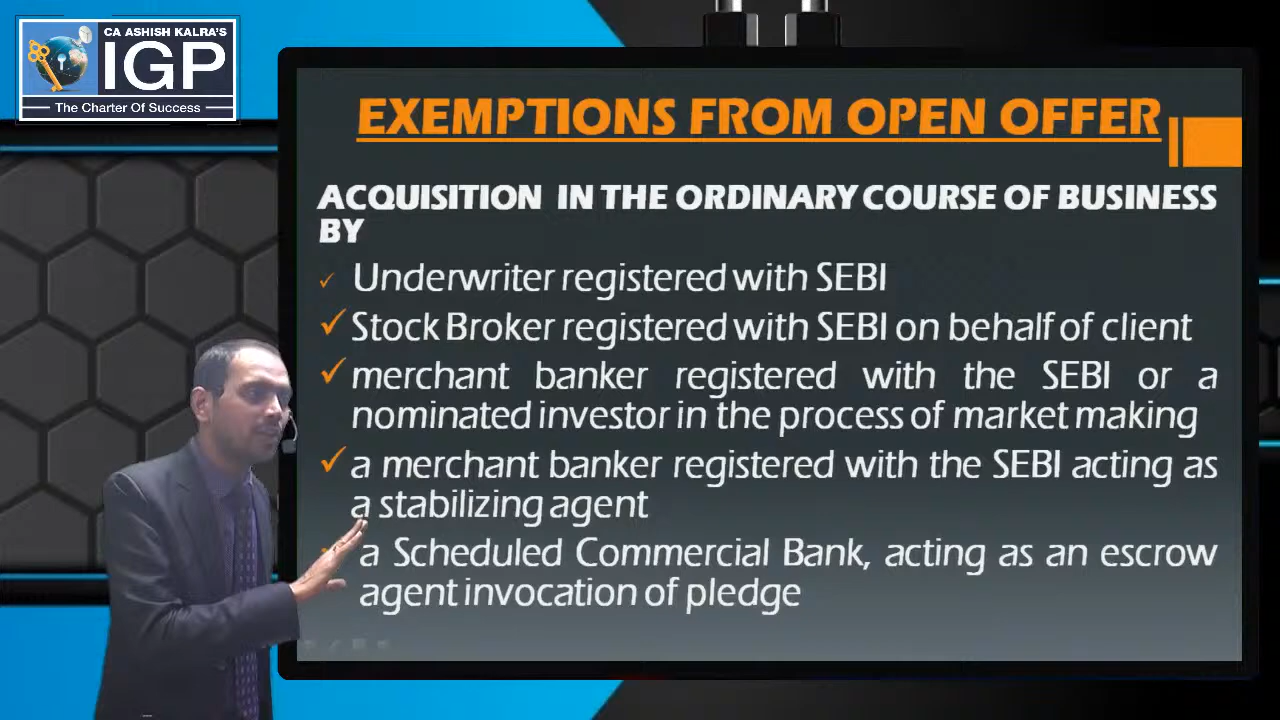 CA ASHISH KALRA'S
IGP
The Charter Of Success
EXEMPTIONS FROM OPEN OFFER
ACQUISITION IN THE ORDINARY COURSE OF BUSINESS
BY
Underwriter registered with SEBI
Stock Broker registered with SEBI on behalf of client
merchant banker registered with the SEBI or a
nominated investor in the process of market making
a merchant banker registered with the SEBI acting as
a stabilizing agent
a Scheduled Commercial Bank, acting as an escrow
agent invocation of pledge